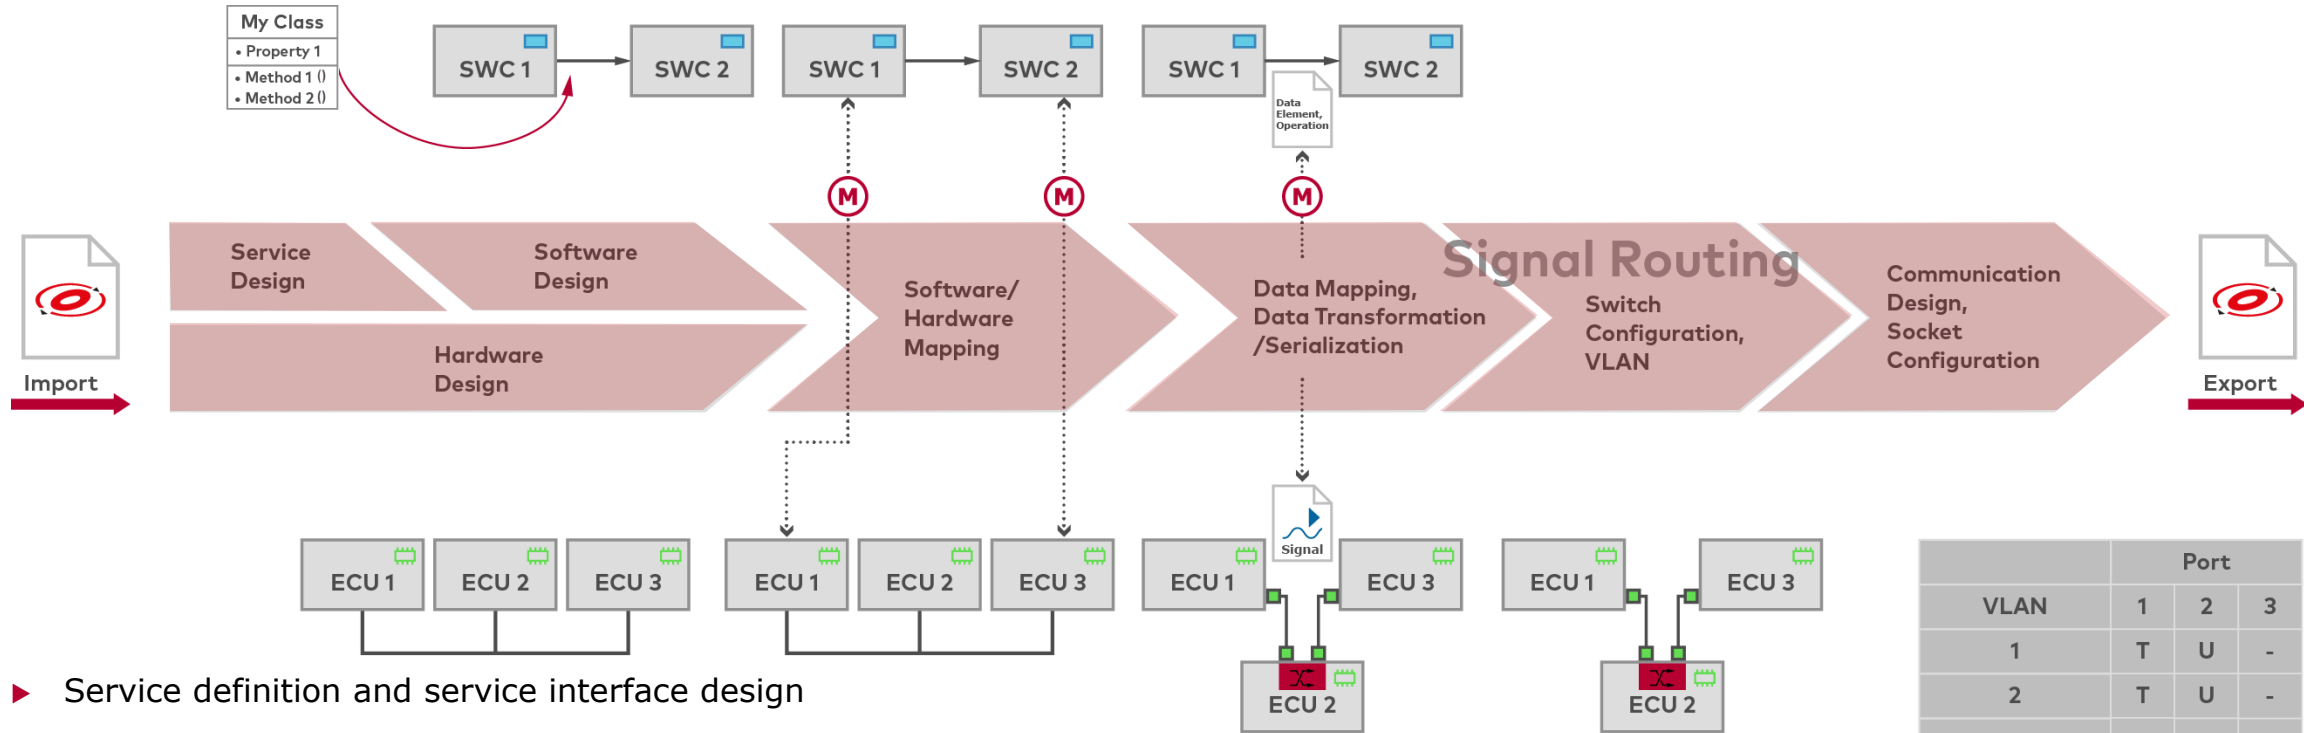 My Class
• Property 1
• Method 1 ()
• Method 2 ()
SWC 1
SWC 2
SWC 1
SWC 2
SWC 1
SWC 2
Data
Element,
Operation
M
M
M
Import
Service
Design
Software
Design
Hardware
Design
Software/
Hardware
Mapping
Data Mapping,
Data Transformation
/Serialization
Signal Routing
Switch
Configuration,
VLAN
Communication
Design,
Socket
Configuration
Export
ECU 1
ECU 2
ECU 3
ECU 1
ECU 2
ECU 3
Signal
ECU 1
ECU 3
ECU 2
ECU 1
ECU 3
ECU 2
Port
VLAN 1 2 3
1 T U -
2 T U -
Service definition and service interface design